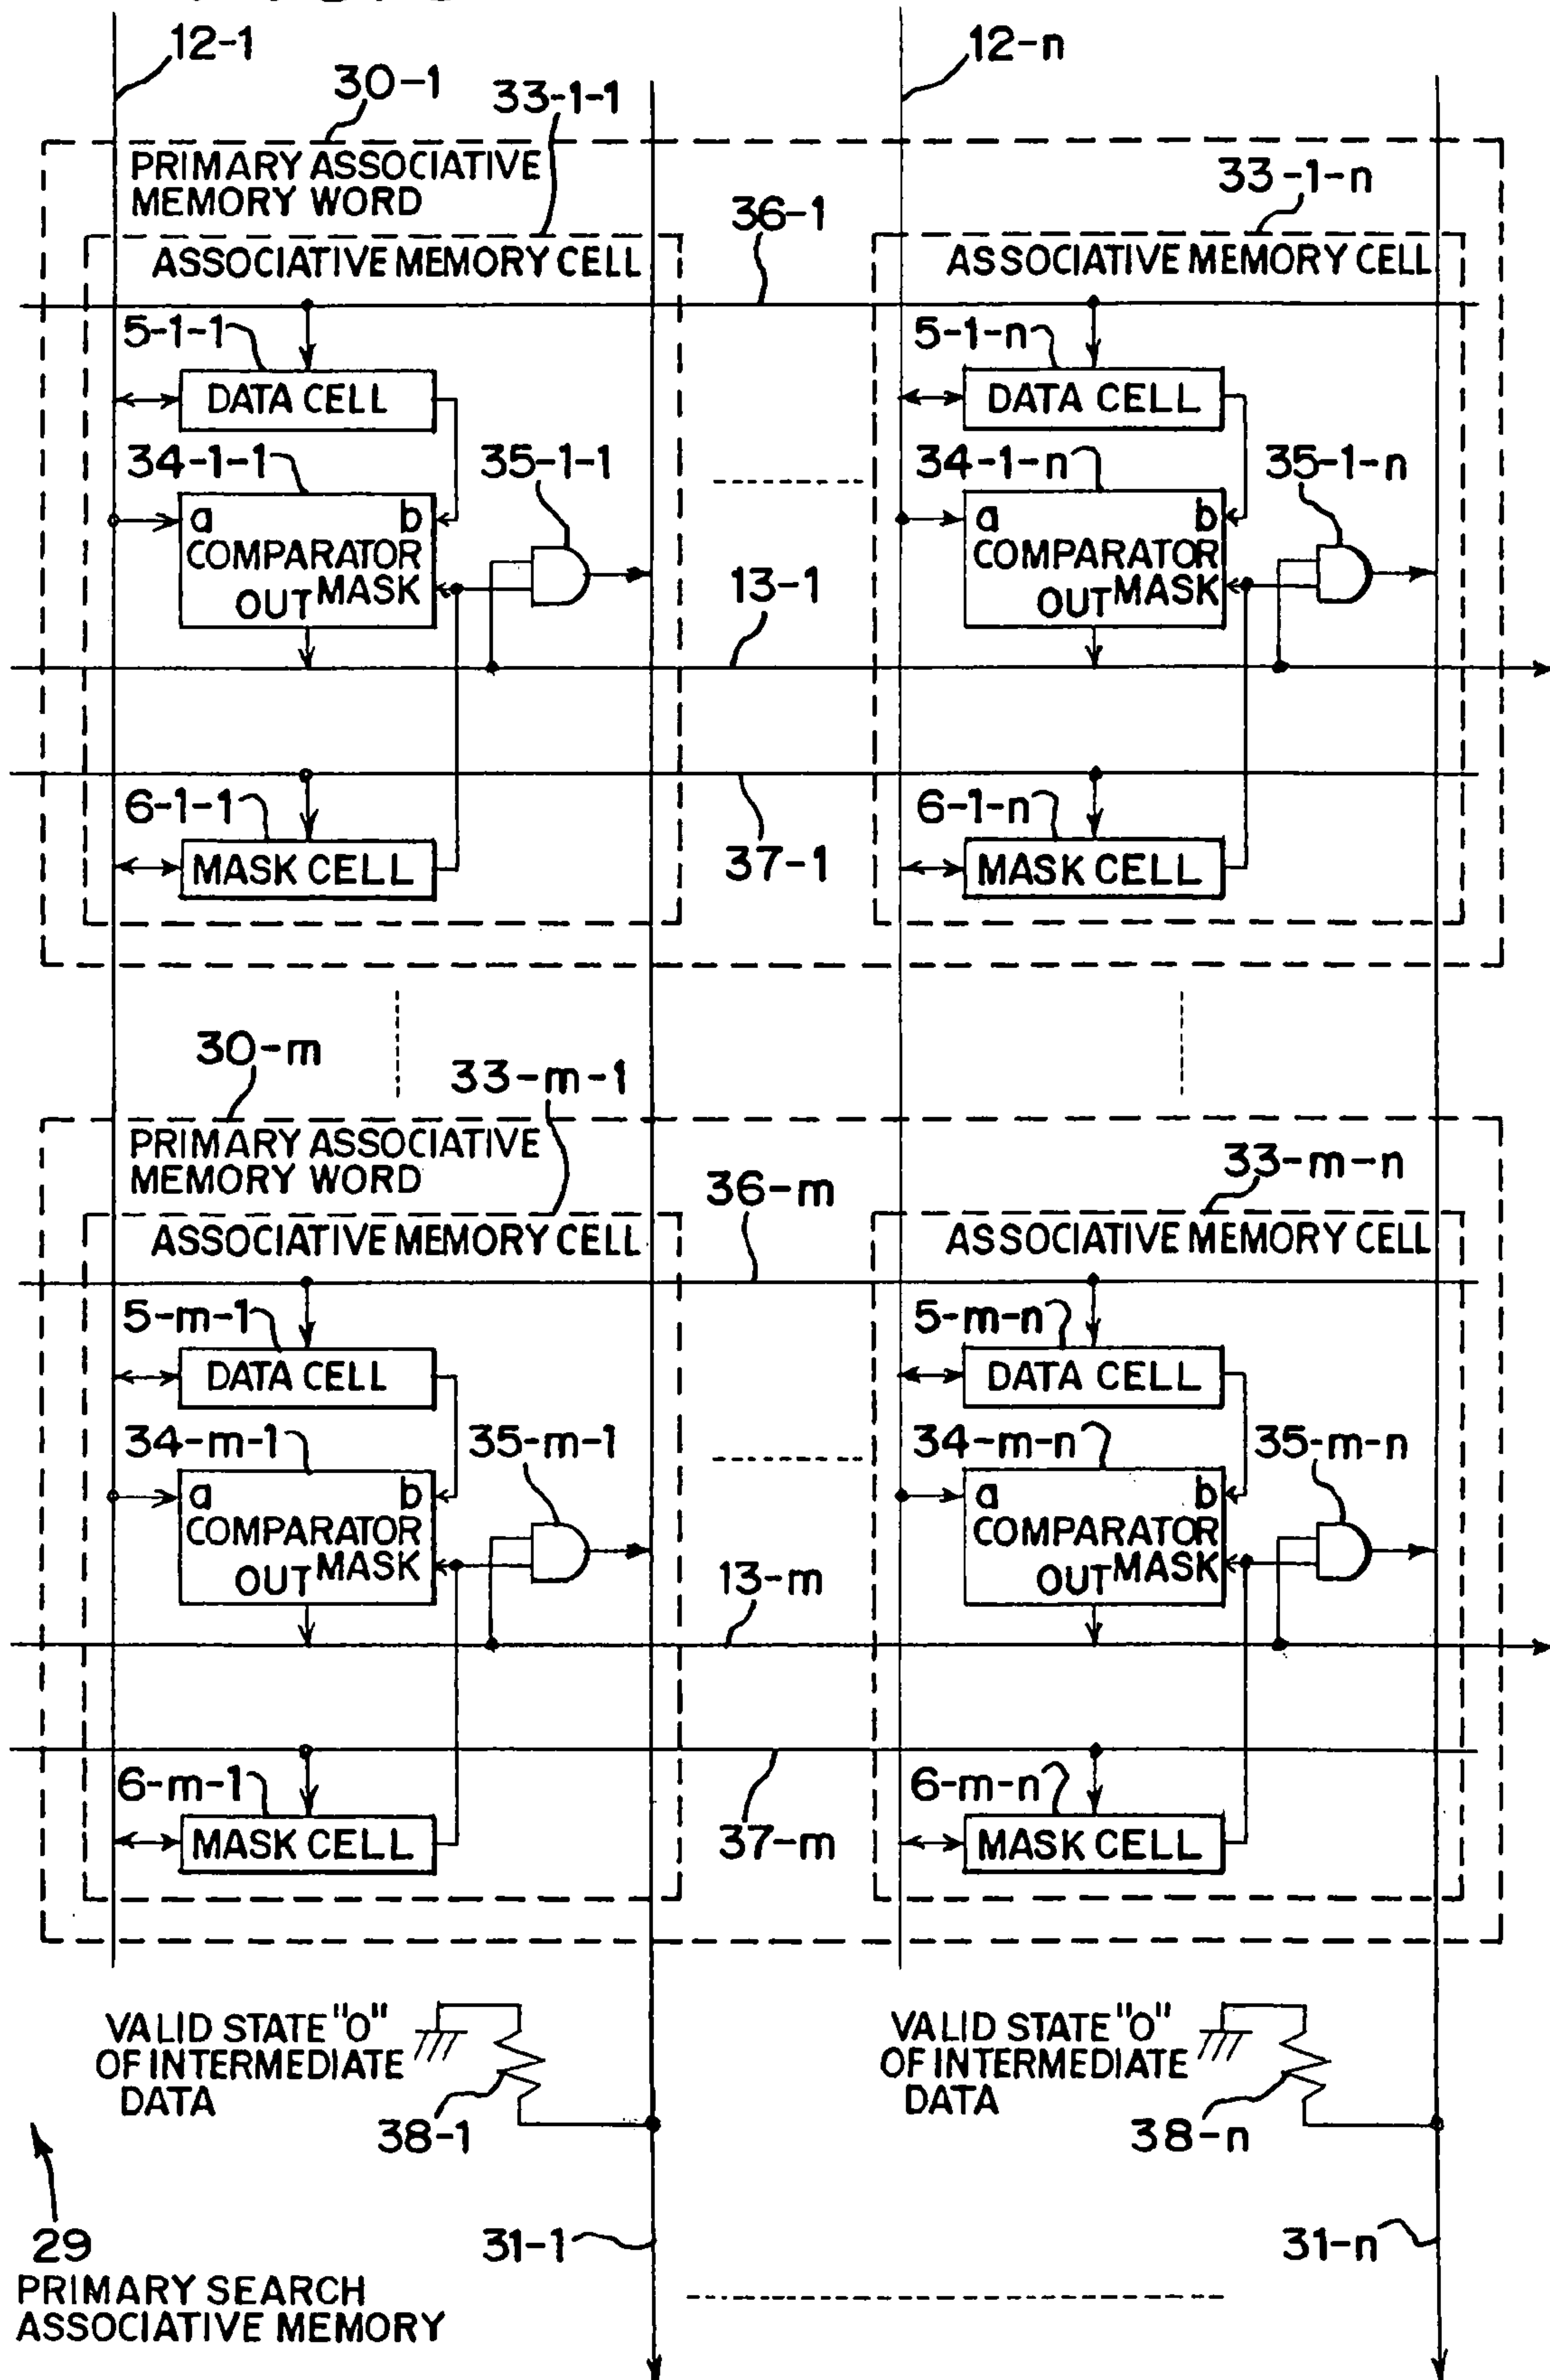 12-1
12-n
30-1
33-1-1
PRIMARY ASSOCIATIVE
MEMORY WORD
33-1-n
36-1
ASSOCIATIVE MEMORY CELL
ASSOCIATIVE MEMORY CELL
5-1-1
5-1-n
DATA CELL
DATA CELL
34-1-1
35-1-1
34-1-n
35-1-n
a b
COMPARATOR
OUT MASK
a b
COMPARATOR
OUT MASK
13-1
6-1-1
6-1-n
MASK CELL
37-1
MASK CELL
30-m
33-m-1
PRIMARY ASSOCIATIVE
MEMORY WORD
33-m-n
36-m
ASSOCIATIVE MEMORY CELL
ASSOCIATIVE MEMORY CELL
5-m-1
5-m-n
DATA CELL
DATA CELL
34-m-1
35-m-1
34-m-n
35-m-n
a b
COMPARATOR
OUT MASK
a b
COMPARATOR
OUT MASK
13-m
6-m-1
6-m-n
MASK CELL
37-m
MASK CELL
VALID STATE "0"
OF INTERMEDIATE
DATA
VALID STATE "0"
OF INTERMEDIATE
DATA
38-1
38-n
29
31-1
31-n
PRIMARY SEARCH
ASSOCIATIVE MEMORY